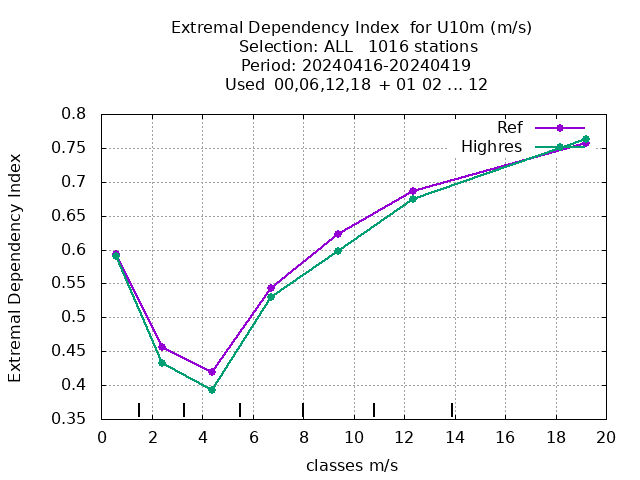 Extremal Dependency Index  for U10m (m/s)
Selection: ALL   1016 stations
Period: 20240416-20240419
Used  00,06,12,18 + 01 02 ... 12
Ref
Highres
Extremal Dependency Index
0.8
0.75
0.7
0.65
0.6
0.55
0.5
0.45
0.4
0.35
0 2 4 6 8 10 12 14 16 18 20
classes m/s